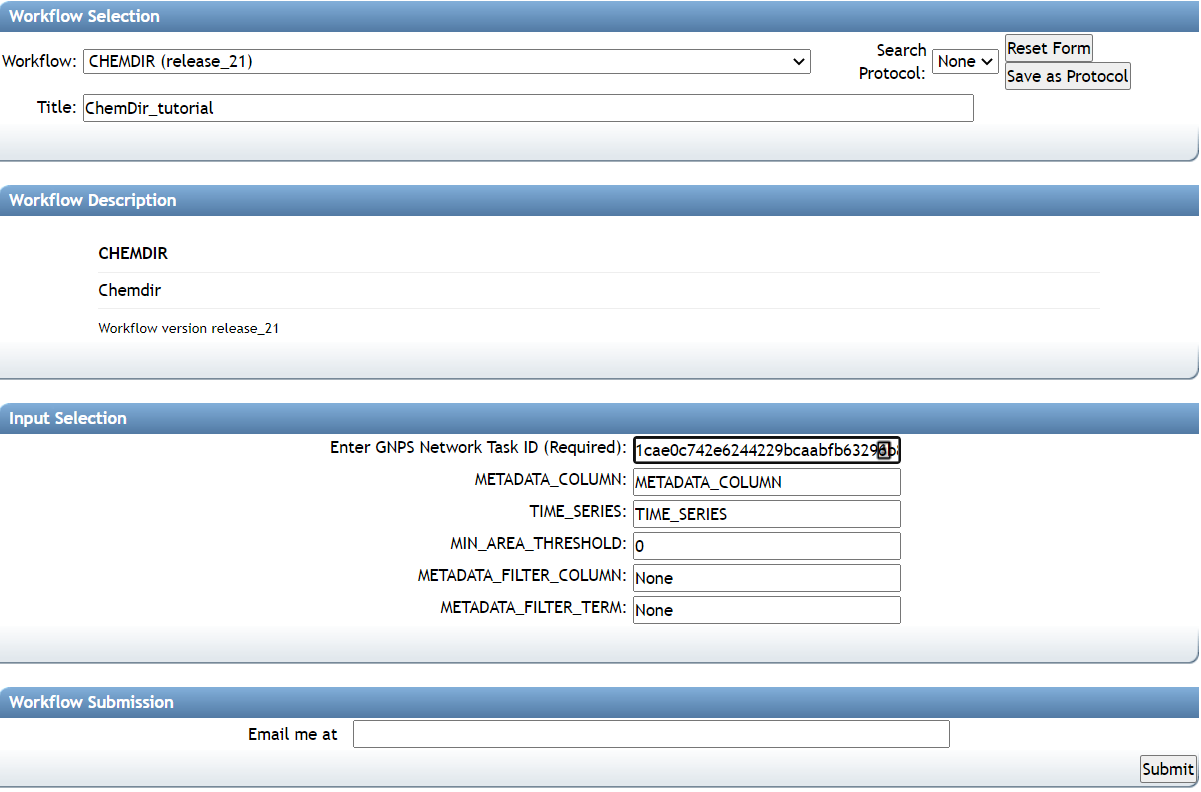 Workflow Selection
Workflow: CHEMDIR (release_21)
Search Protocol: None
Reset Form
Save as Protocol
Title: ChemDir_tutorial
Workflow Description
CHEMDIR
Chemdir
Workflow version release_21
Input Selection
Enter GNPS Network Task ID (Required):
METADATA_COLUMN: METADATA_COLUMN
TIME_SERIES: TIME_SERIES
MIN_AREA_THRESHOLD: 0
METADATA_FILTER_COLUMN: None
METADATA_FILTER_TERM: None
Workflow Submission
Email me at
Submit